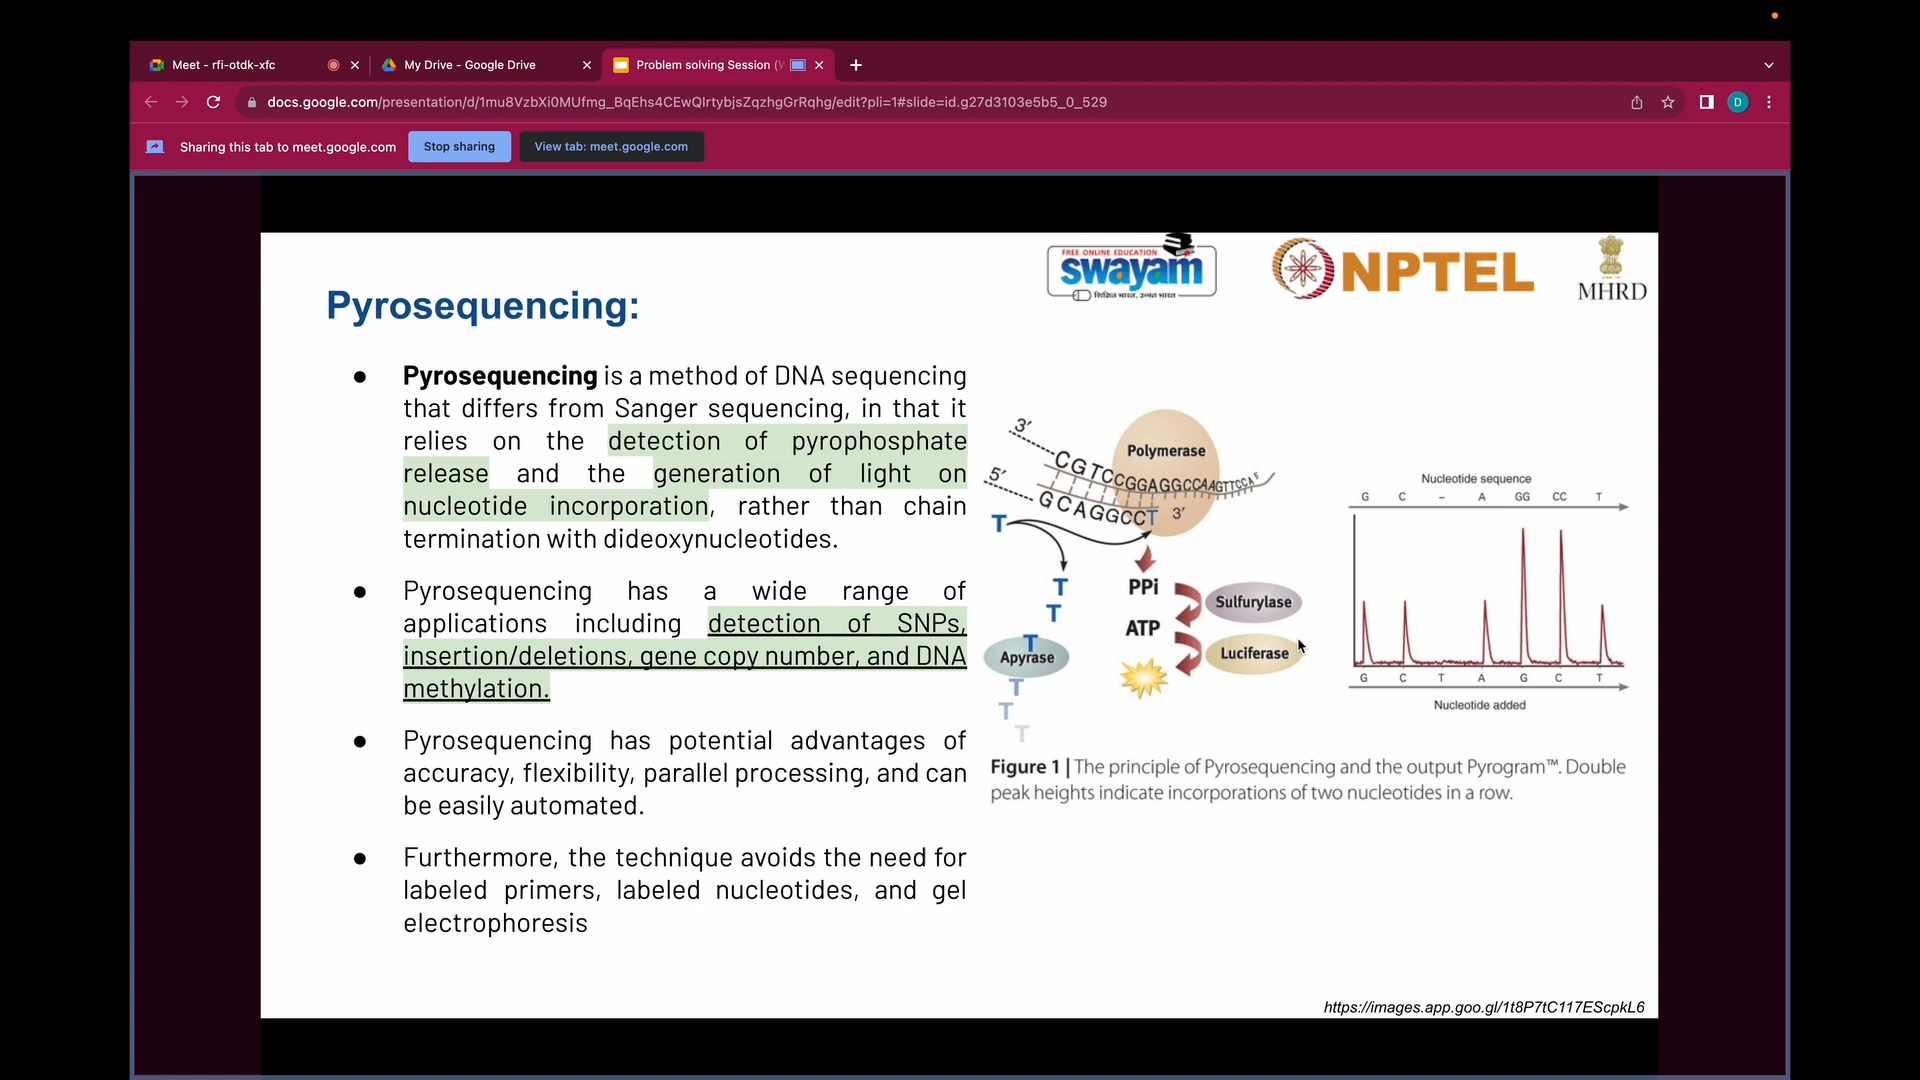 Meet - rfi-otdk-xfc
My Drive - Google Drive
Problem solving Session (
docs.google.com/presentation/d/1mu8VzbXi0MUfmg_BqEhs4CEwQIrtybjsZqzhgGrRqhg/edit?pli=1#slide=id.g27d3103e5b5_0_529
D
Sharing this tab to meet.google.com
Stop sharing
View tab: meet.google.com
FREE ONLINE EDUCATION
swayam
शिक्षित भारत, उन्नत भारत
NPTEL
MHRD
Pyrosequencing:
● Pyrosequencing is a method of DNA sequencing
that differs from Sanger sequencing, in that it
relies on the detection of pyrophosphate
release and the generation of light on
nucleotide incorporation, rather than chain
termination with dideoxynucleotides.
● Pyrosequencing has a wide range of
applications including detection of SNPs,
insertion/deletions, gene copy number, and DNA
methylation.
● Pyrosequencing has potential advantages of
accuracy, flexibility, parallel processing, and can
be easily automated.
● Furthermore, the technique avoids the need for
labeled primers, labeled nucleotides, and gel
electrophoresis
3′
Polymerase
CGTCCGGAGGCCAAGTTCCA 5′
5′
GCAGGCCT 3′
T
T
T
T
Apyrase
T
T
T
PPi
Sulfurylase
ATP
Luciferase
Nucleotide sequence
G C – A GG CC T
G C T A G C T
Nucleotide added
Figure 1 | The principle of Pyrosequencing and the output Pyrogram™. Double
peak heights indicate incorporations of two nucleotides in a row.
https://images.app.goo.gl/1t8P7tC117EScpkL6